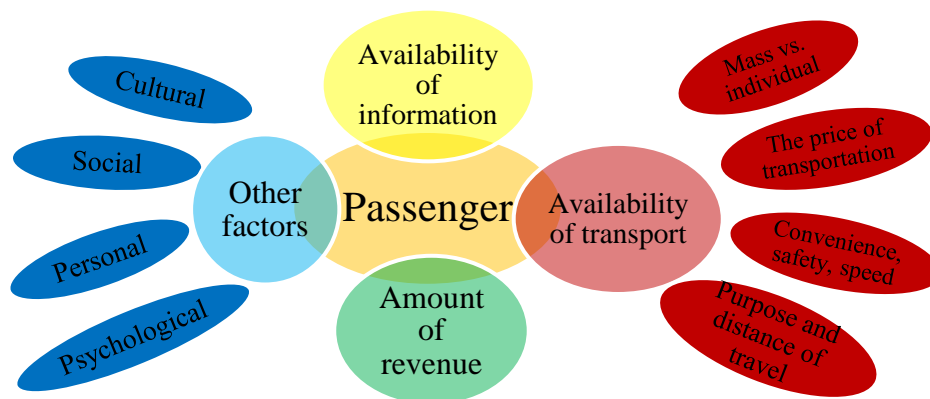 Cultural
Social
Personal
Psychological
Other
factors
Availability
of
information
Passenger
Amount
of
revenue
Availability
of transport
Mass vs.
individual
The price of
transportation
Convenience,
safety, speed
Purpose and
distance of
travel